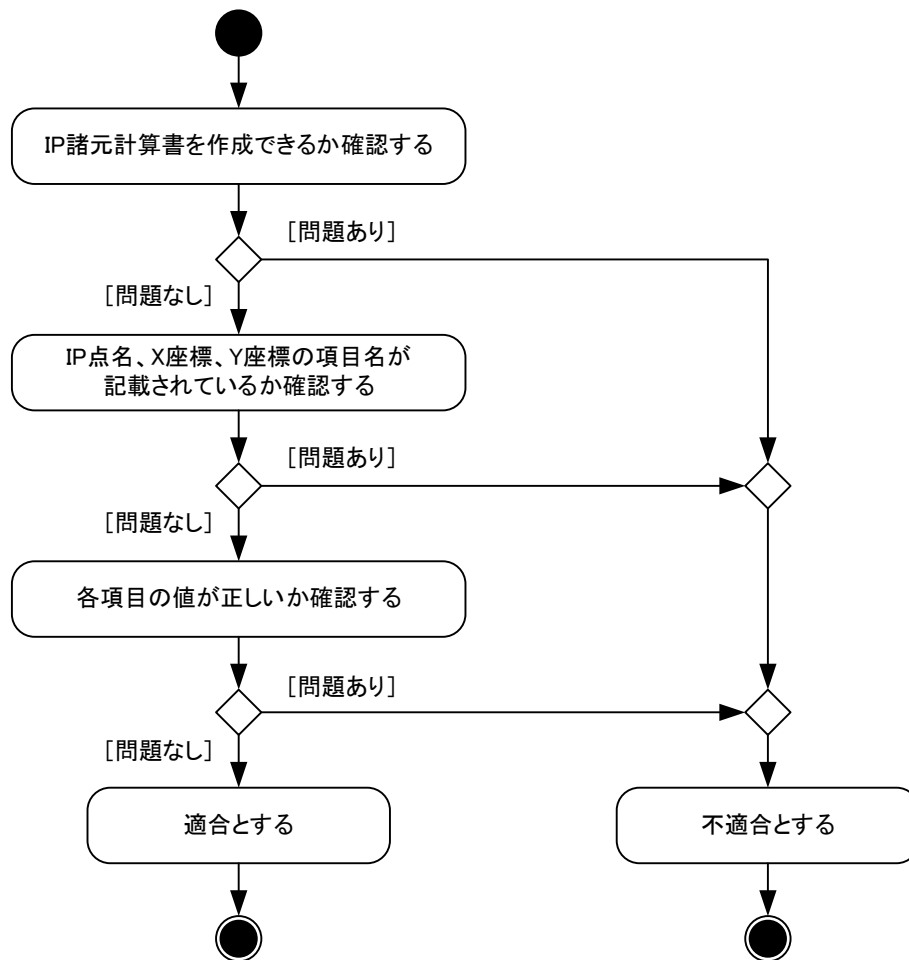 IP諸元計算書を作成できるか確認する
[問題あり]
[問題なし]
IP点名、X座標、Y座標の項目名が
記載されているか確認する
[問題あり]
[問題なし]
各項目の値が正しいか確認する
[問題あり]
[問題なし]
適合とする
不適合とする